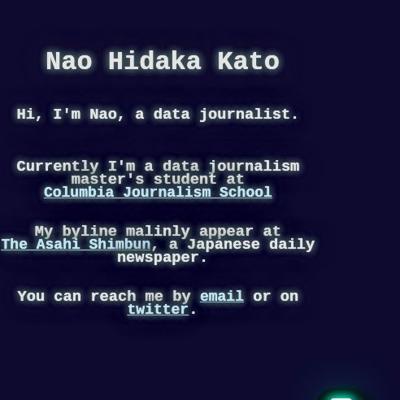 Nao Hidaka Kato
Hi, I'm Nao, a data journalist.
Currently I'm a data journalism
master's student at
Columbia Journalism School
My byline malinly appear at
The Asahi Shimbun, a Japanese daily
newspaper.
You can reach me by email or on
twitter.